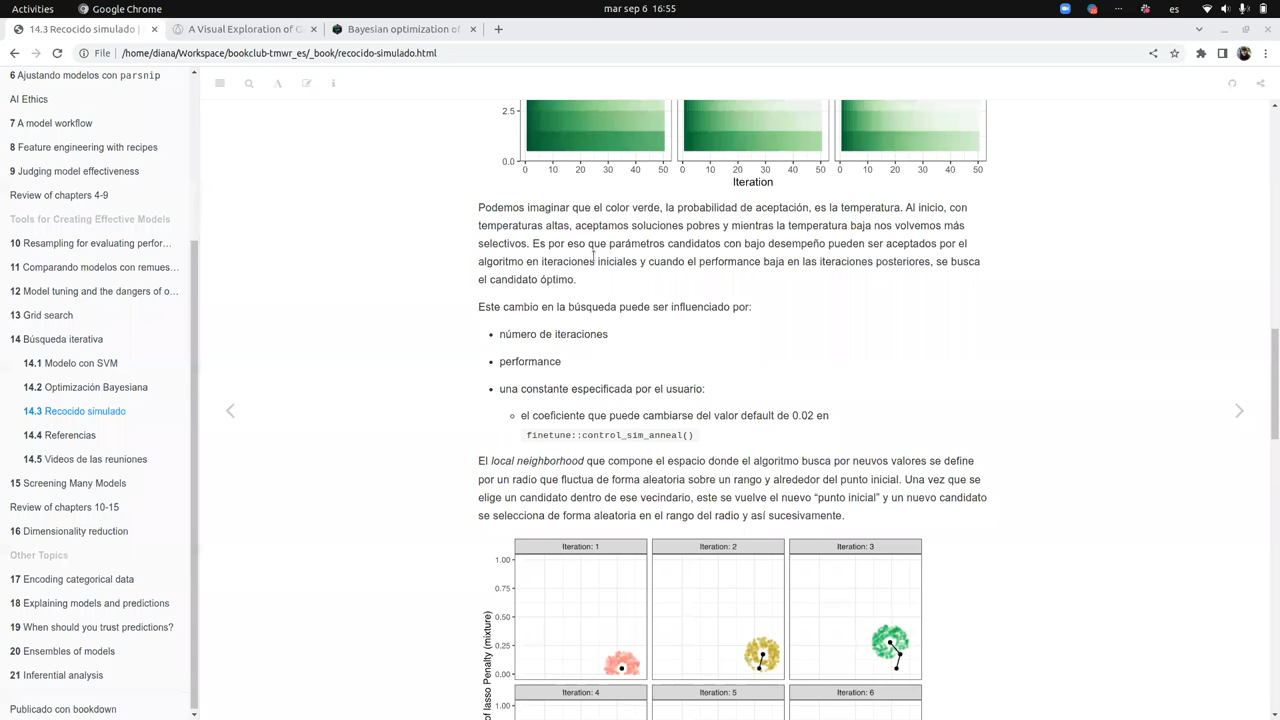 Activities
Google Chrome
mar sep 6 16:55
es
14.3 Recocido simulado |
A Visual Exploration of G
Bayesian optimization of
File
/home/diana/Workspace/bookclub-tmwr_es/_book/recocido-simulado.html
6 Ajustando modelos con parsnip
AI Ethics
7 A model workflow
8 Feature engineering with recipes
9 Judging model effectiveness
Review of chapters 4-9
Tools for Creating Effective Models
10 Resampling for evaluating perfor…
11 Comparando modelos con remues…
12 Model tuning and the dangers of o…
13 Grid search
14 Búsqueda iterativa
14.1 Modelo con SVM
14.2 Optimización Bayesiana
14.3 Recocido simulado
14.4 Referencias
14.5 Videos de las reuniones
15 Screening Many Models
Review of chapters 10-15
16 Dimensionality reduction
Other Topics
17 Encoding categorical data
18 Explaining models and predictions
19 When should you trust predictions?
20 Ensembles of models
21 Inferential analysis
Publicado con bookdown
2.5
0.0
0 10 20 30 40 50 0 10 20 30 40 50 0 10 20 30 40 50
Iteration
Podemos imaginar que el color verde, la probabilidad de aceptación, es la temperatura. Al inicio, con
temperaturas altas, aceptamos soluciones pobres y mientras la temperatura baja nos volvemos más
selectivos. Es por eso que parámetros candidatos con bajo desempeño pueden ser aceptados por el
algoritmo en iteraciones iniciales y cuando el performance baja en las iteraciones posteriores, se busca
el candidato óptimo.
Este cambio en la búsqueda puede ser influenciado por:
• número de iteraciones
• performance
• una constante especificada por el usuario:
el coeficiente que puede cambiarse del valor default de 0.02 en
finetune::control_sim_anneal()
El local neighborhood que compone el espacio donde el algoritmo busca por neuvos valores se define
por un radio que fluctua de forma aleatoria sobre un rango y alrededor del punto inicial. Una vez que se
elige un candidato dentro de ese vecindario, este se vuelve el nuevo “punto inicial” y un nuevo candidato
se selecciona de forma aleatoria en el rango del radio y así sucesivamente.
Iteration: 1 Iteration: 2 Iteration: 3
1.00
0.75
0.50
0.25
0.00
Iteration: 4 Iteration: 5 Iteration: 6
1.00
of lasso Penalty (mixture)